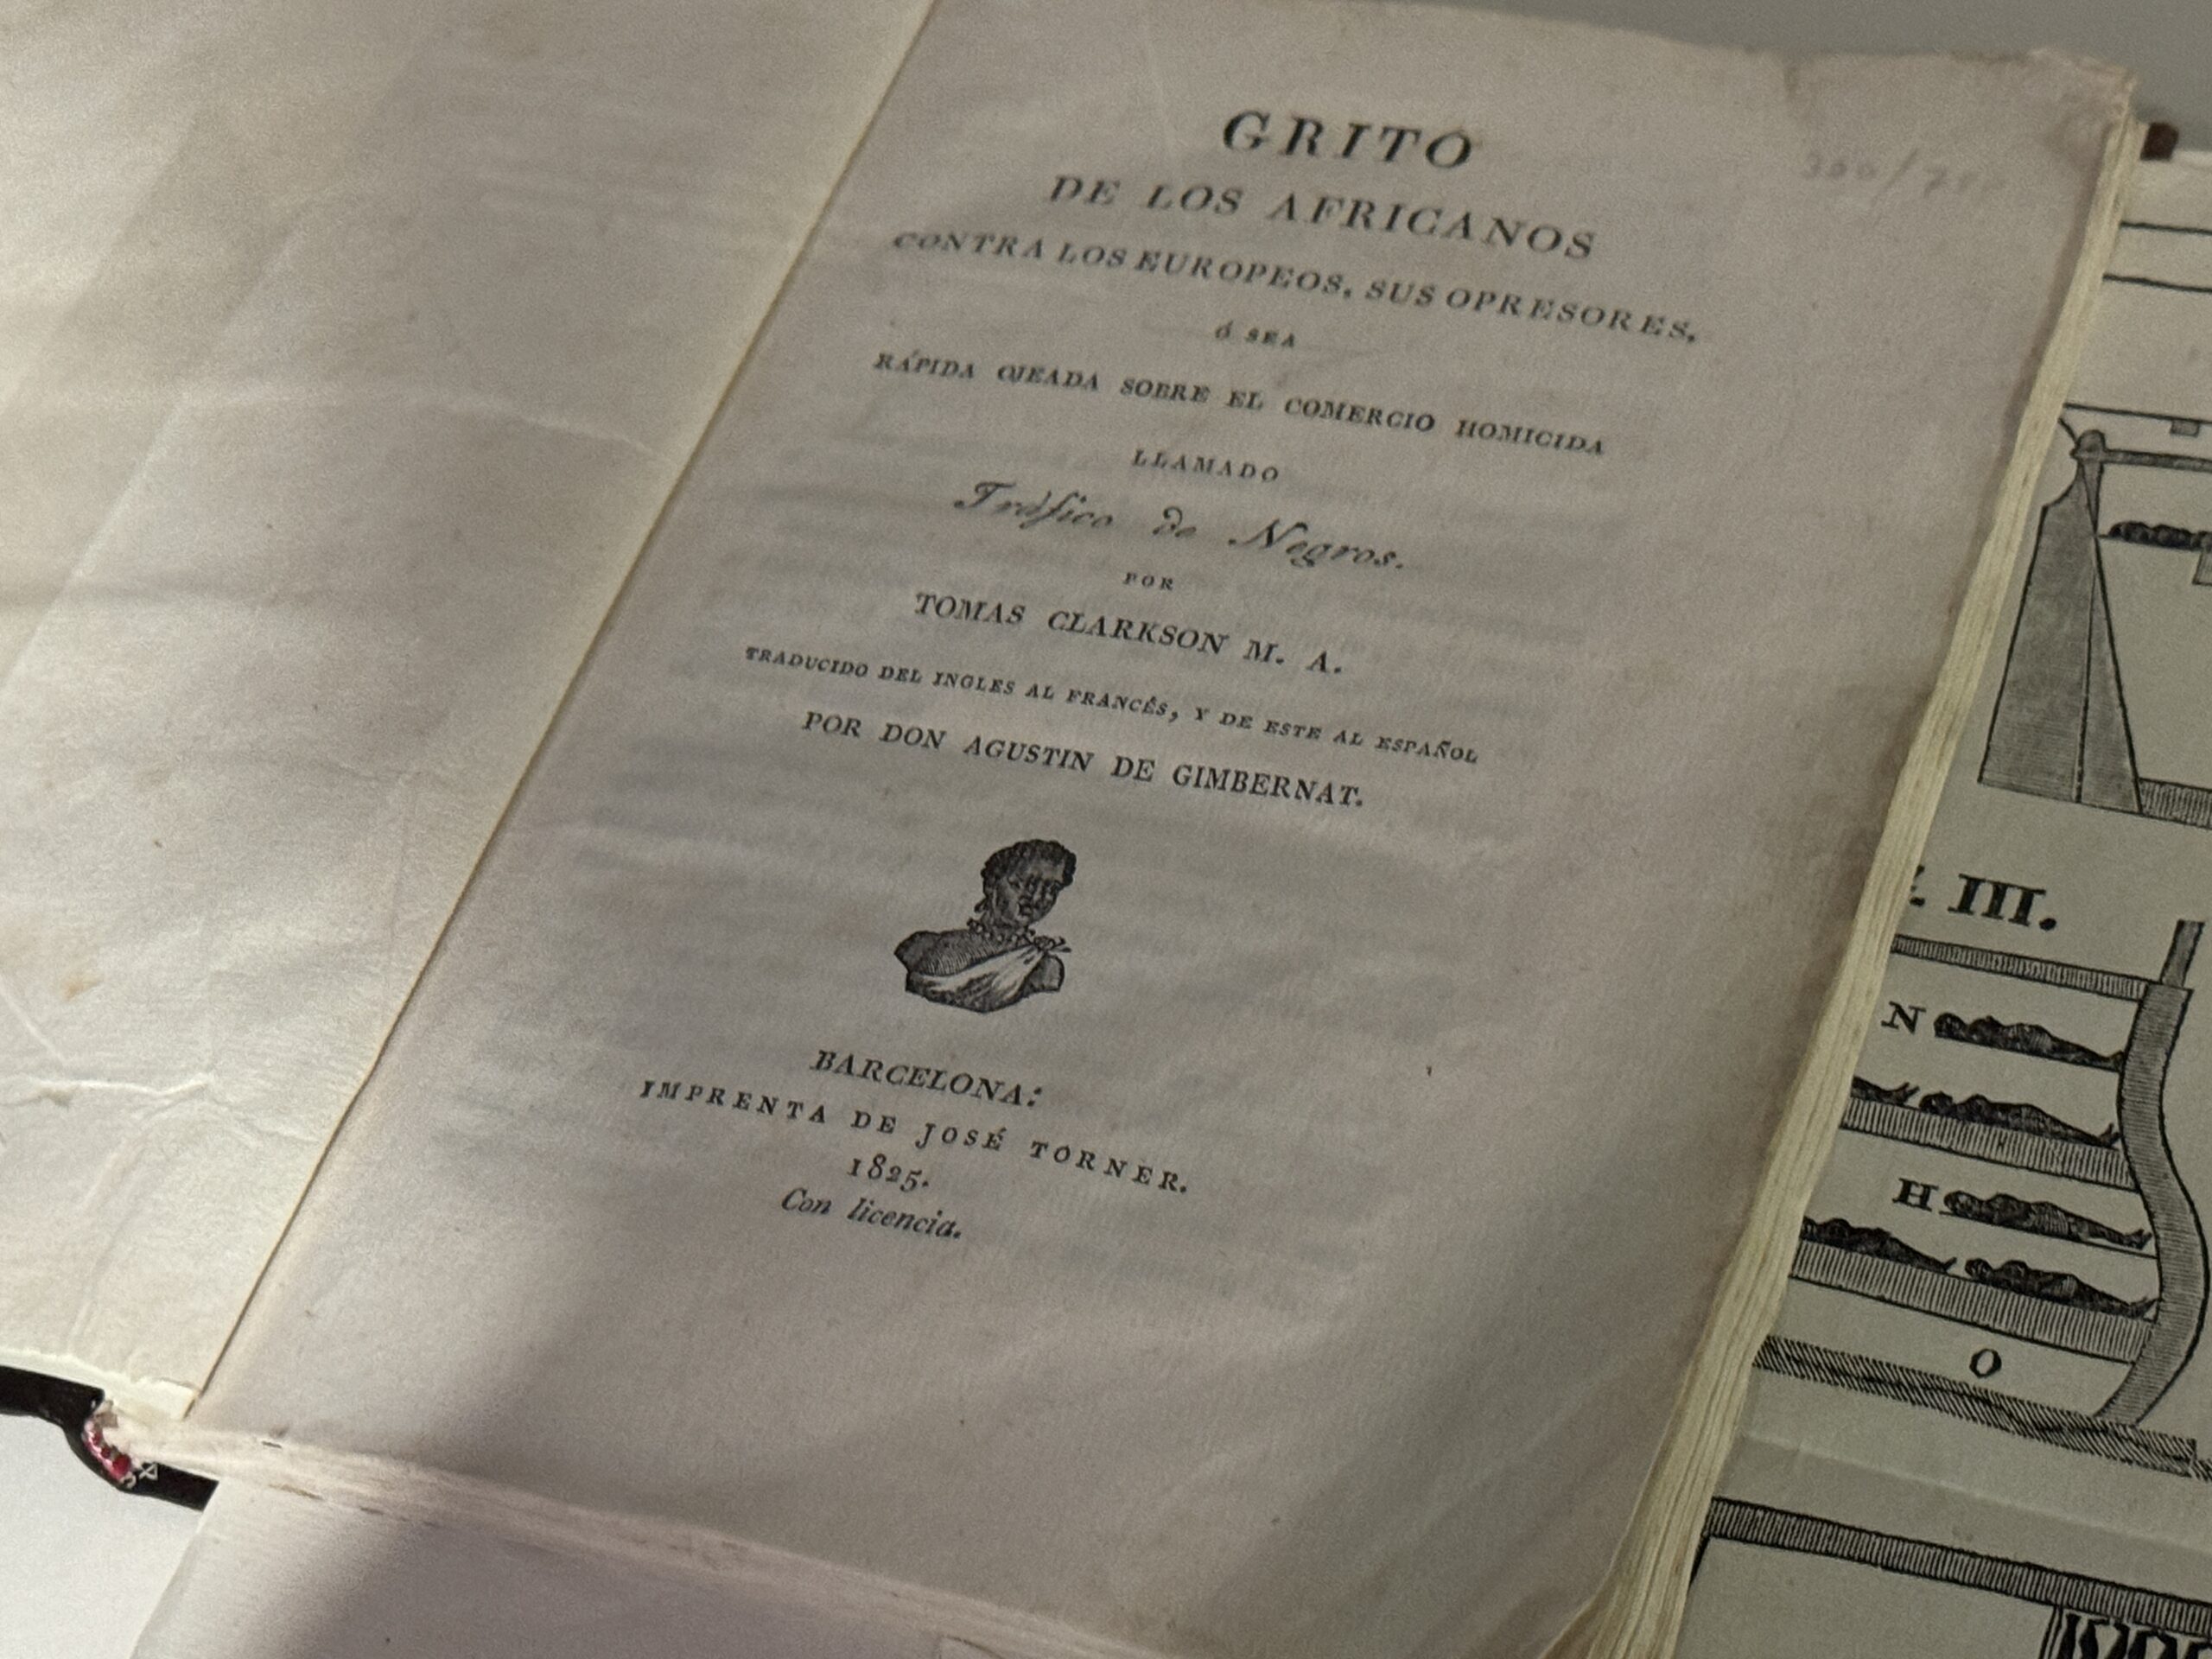 GRITO
DE LOS AFRICANOS
CONTRA LOS EUROPEOS, SUS OPRESORES,
Ó SEA
RÁPIDA OJEADA SOBRE EL COMERCIO HOMICIDA
LLAMADO
Tráfico de Negros.
POR
TOMAS CLARKSON M. A.
TRADUCIDO DEL INGLES AL FRANCÉS, Y DE ESTE AL ESPAÑOL
POR DON AGUSTIN DE GIMBERNAT.
BARCELONA:
IMPRENTA DE JOSÉ TORNER.
1825.
Con licencia.
III.
N
H
O